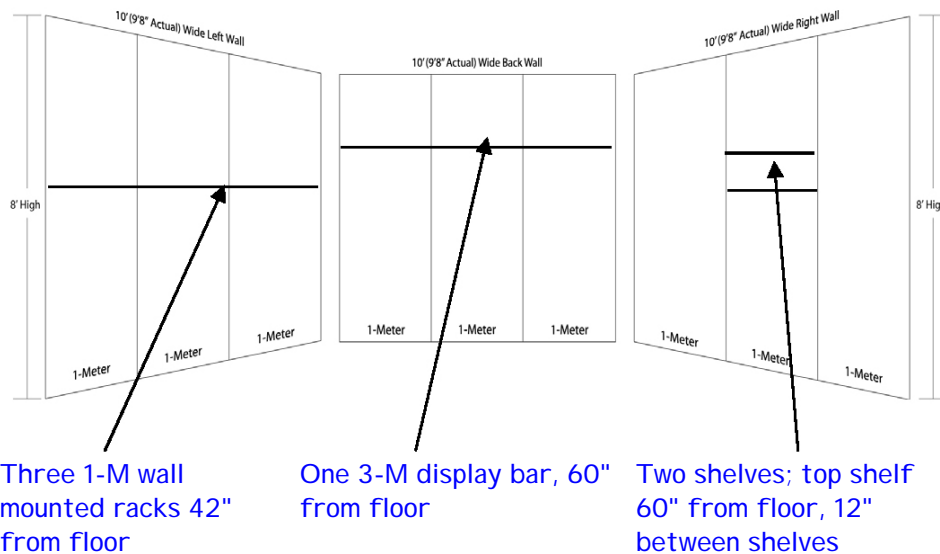 10' (9'8" Actual) Wide Left Wall
10' (9'8" Actual) Wide Back Wall
10' (9'8" Actual) Wide Right Wall
8' High
8' Hig
1-Meter
1-Meter
1-Meter
1-Meter
1-Meter
1-Meter
1-Meter
1-Meter
1-Meter
Three 1-M wall
mounted racks 42"
from floor
One 3-M display bar, 60"
from floor
Two shelves; top shelf
60" from floor, 12"
between shelves